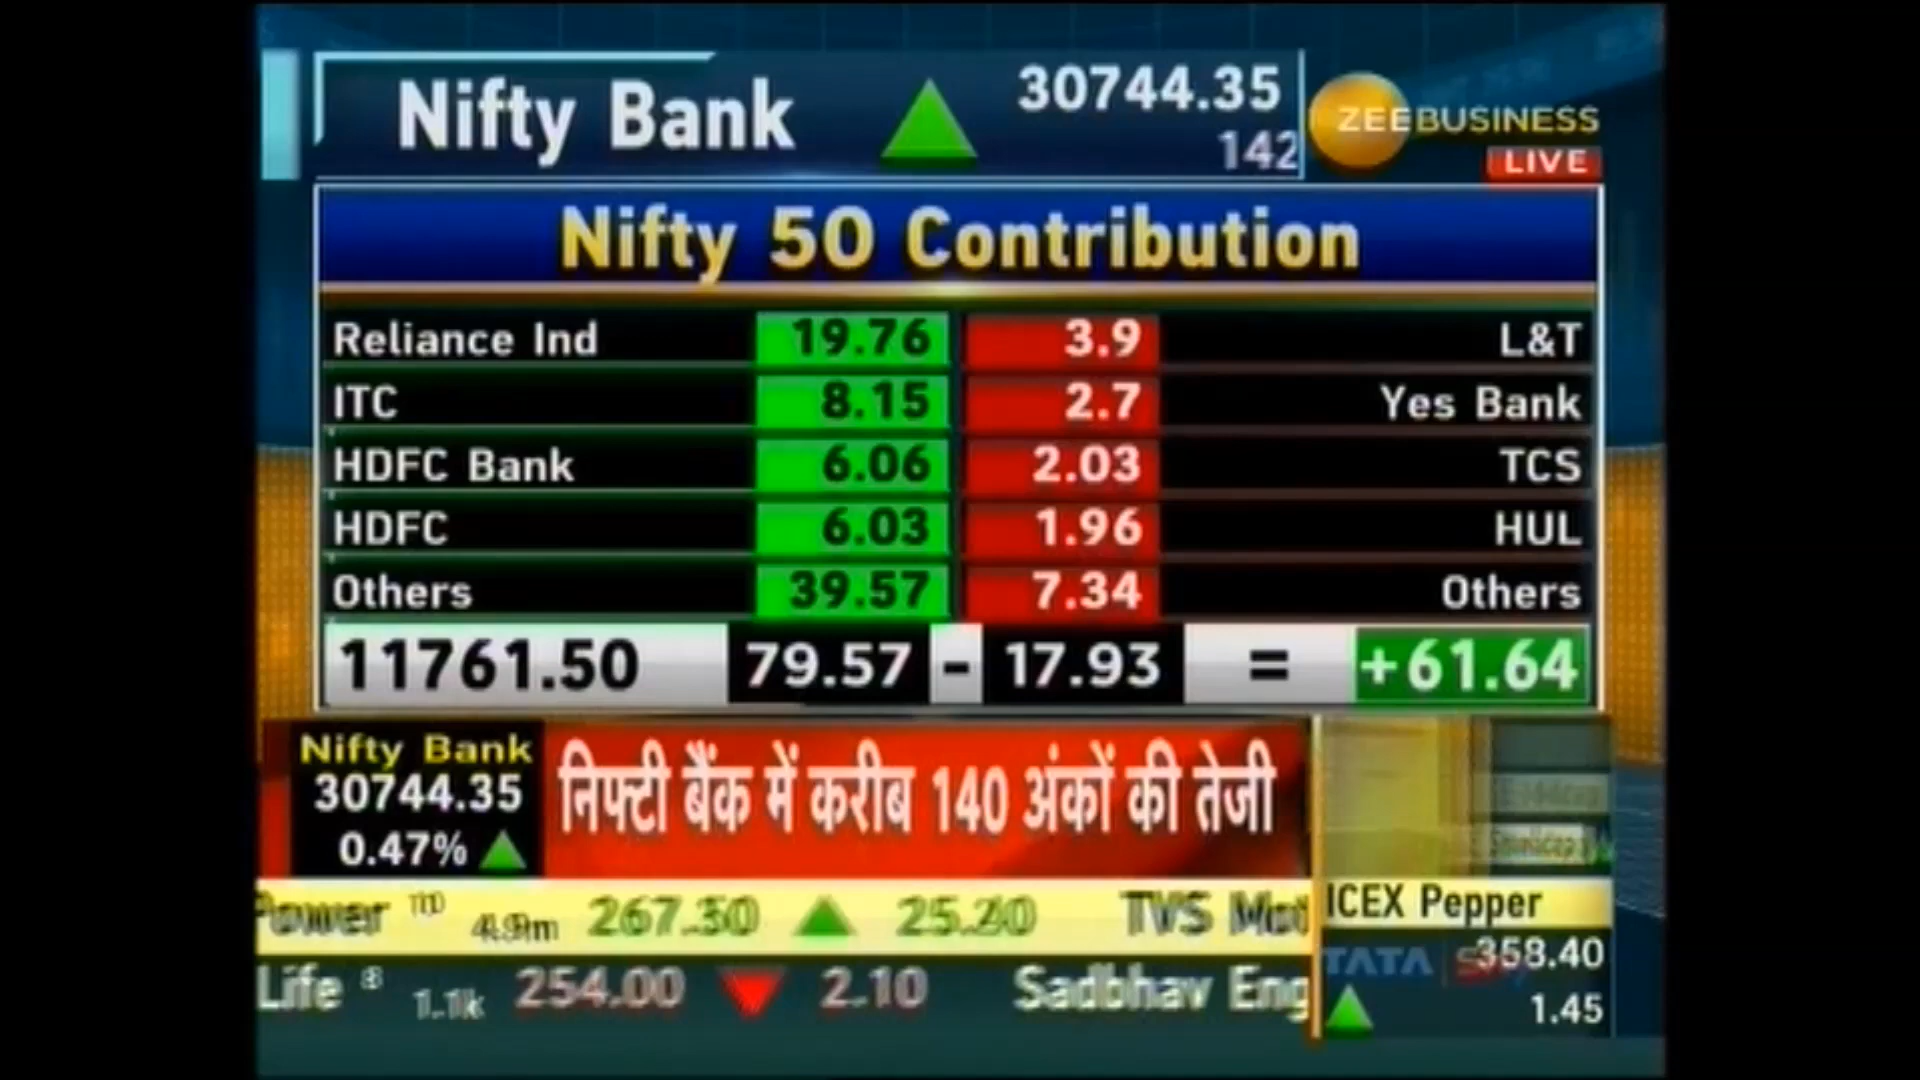 Nifty Bank 30744.35
142
ZEEBUSINESS
LIVE
Nifty 50 Contribution
Reliance Ind 19.76 3.9 L&T
ITC 8.15 2.7 Yes Bank
HDFC Bank 6.06 2.03 TCS
HDFC 6.03 1.96 HUL
Others 39.57 7.34 Others
11761.50 79.57 - 17.93 = +61.64
Nifty Bank
30744.35
0.47%
निफ्टी बैंक में करीब 140 अंकों की तेजी
Power 267.30 25.20 TVS Mot
Life 1.1k 254.00 2.10 Sadbhav Eng
ICEX Pepper
358.40
1.45
TATA